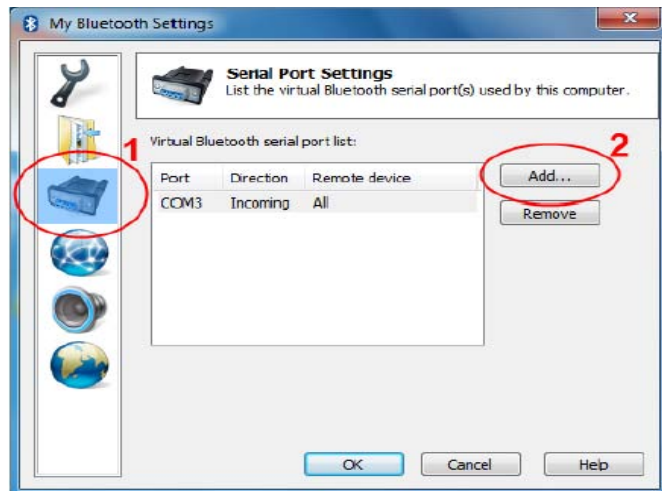 My Bluetooth Settings
Serial Port Settings
List the virtual Bluetooth serial port(s) used by this computer.
1
Virtual Bluetooth serial port list:
2
Port Direction Remote device
Add...
COM3 Incoming All
Remove
OK Cancel Help